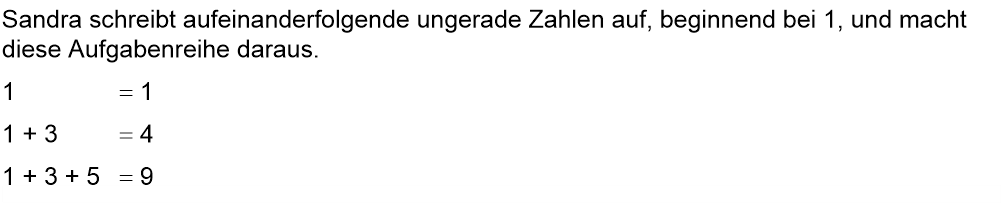 Sandra schreibt aufeinanderfolgende ungerade Zahlen auf, beginnend bei 1, und macht
diese Aufgabenreihe daraus.
1 = 1
1 + 3 = 4
1 + 3 + 5 = 9